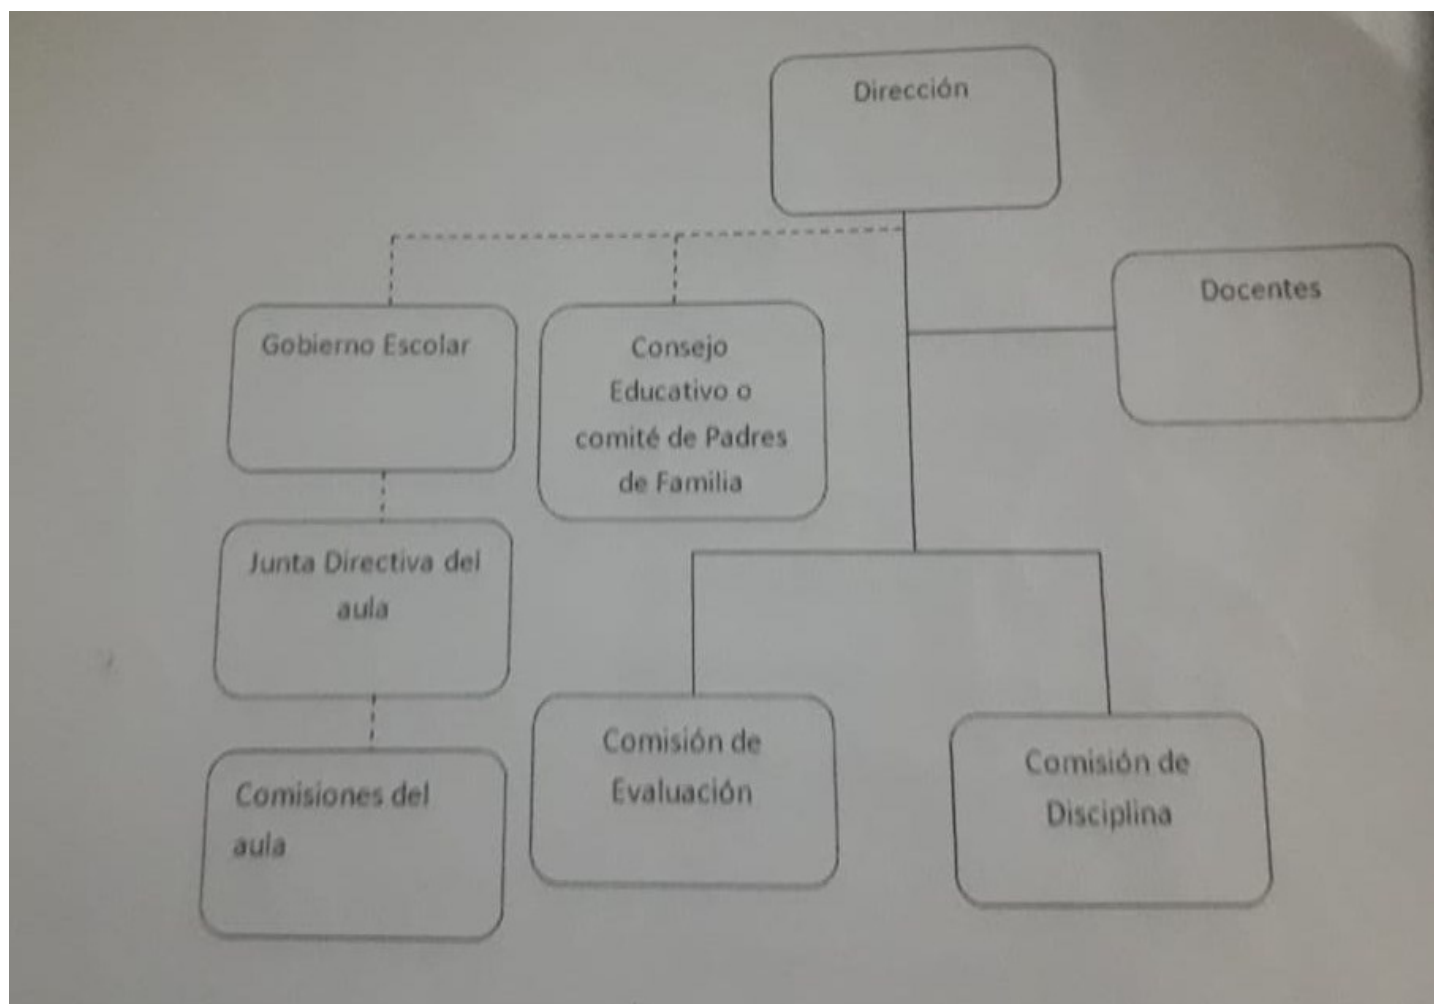 Dirección
Docentes
Gobierno Escolar
Consejo
Educativo o
comité de Padres
de Familia
Junta Directiva del
aula
Comisiones del
aula
Comisión de
Evaluación
Comisión de
Disciplina